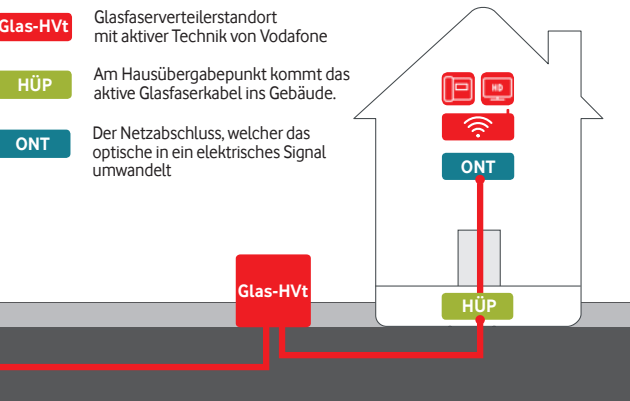 Glas-HVt
Glasfaserverteilerstandort
mit aktiver Technik von Vodafone
HÜP
Am Hausübergabepunkt kommt das
aktive Glasfaserkabel ins Gebäude.
ONT
Der Netzabschluss, welcher das
optische in ein elektrisches Signal
umwandelt
HD
ONT
Glas-HVt
HÜP